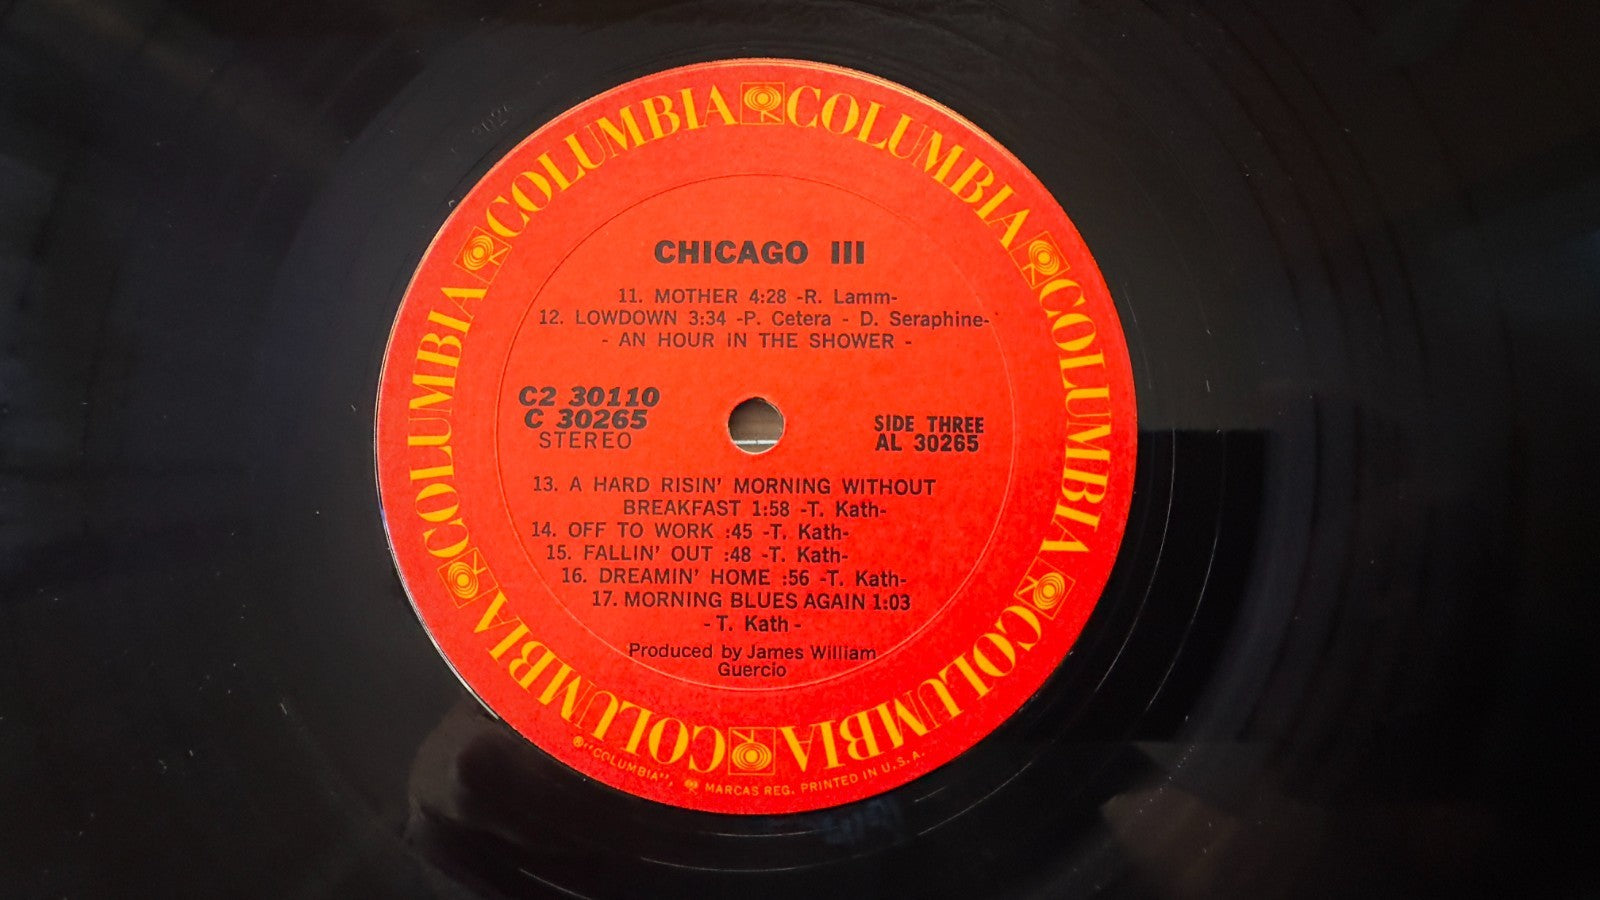 COLUMBIA COLUMBIA COLUMBIA COLUMBIA COLUMBIA COLUMBIA
CHICAGO III
11. MOTHER 4:28 -R. Lamm-
12. LOWDOWN 3:34 -P. Cetera - D. Seraphine-
- AN HOUR IN THE SHOWER -
C2 30110
C 30265
STEREO
SIDE THREE
AL 30265
13. A HARD RISIN' MORNING WITHOUT
BREAKFAST 1:58 -T. Kath-
14. OFF TO WORK :45 -T. Kath-
15. FALLIN' OUT :48 -T. Kath-
16. DREAMIN' HOME :56 -T. Kath-
17. MORNING BLUES AGAIN 1:03
- T. Kath -
Produced by James William
Guercio
®"COLUMBIA", MARCAS REG. PRINTED IN U.S.A.